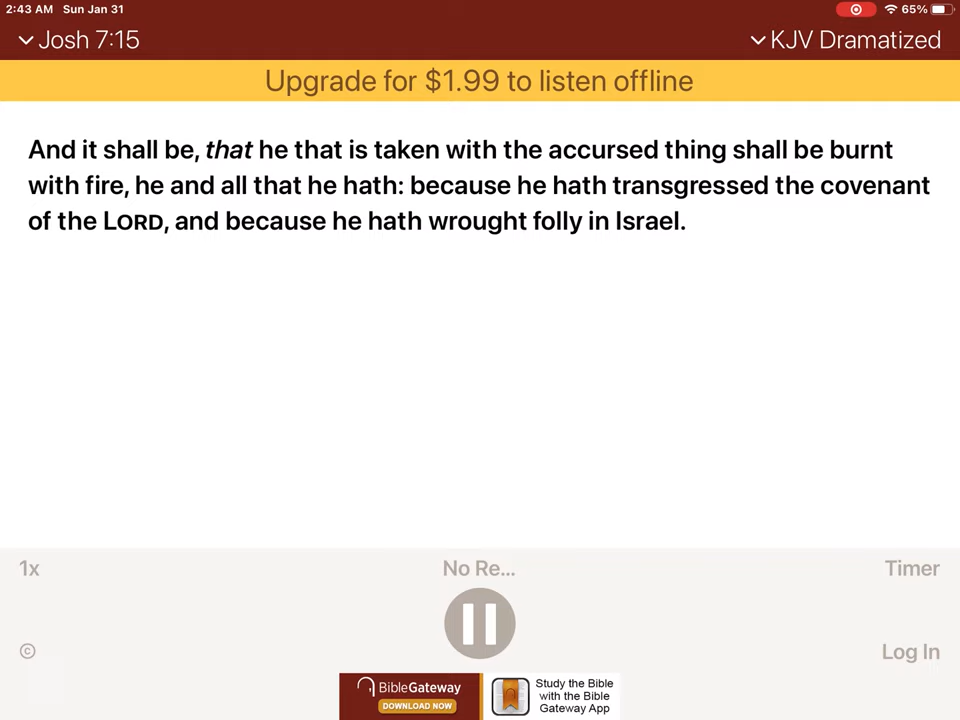 2:43 AM Sun Jan 31 65%
Josh 7:15 KJV Dramatized
Upgrade for $1.99 to listen offline
And it shall be, that he that is taken with the accursed thing shall be burnt
with fire, he and all that he hath: because he hath transgressed the covenant
of the LORD, and because he hath wrought folly in Israel.
1x No Re... Timer
© Log In
BibleGateway
DOWNLOAD NOW
Study the Bible
with the Bible
Gateway App